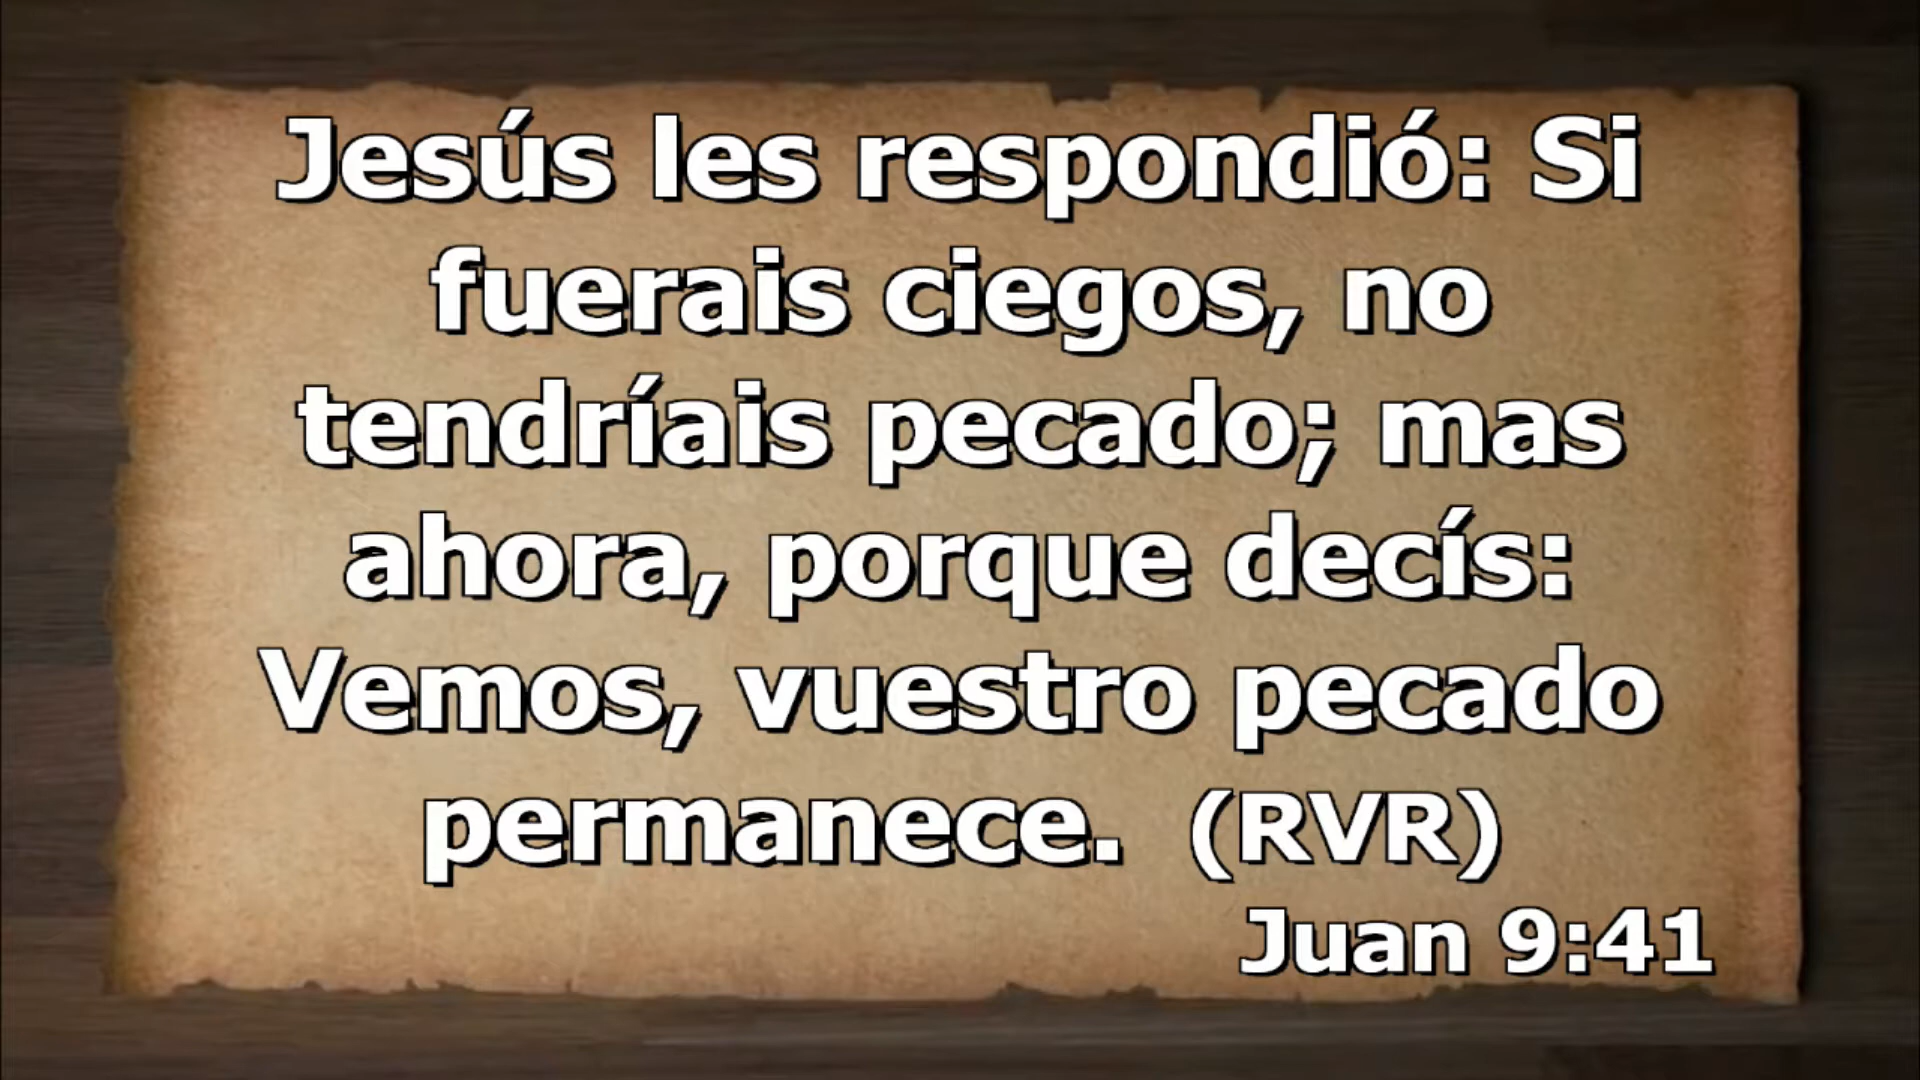 Jesús les respondió: Si
fuerais ciegos, no
tendríais pecado; mas
ahora, porque decís:
Vemos, vuestro pecado
permanece. (RVR)
Juan 9:41